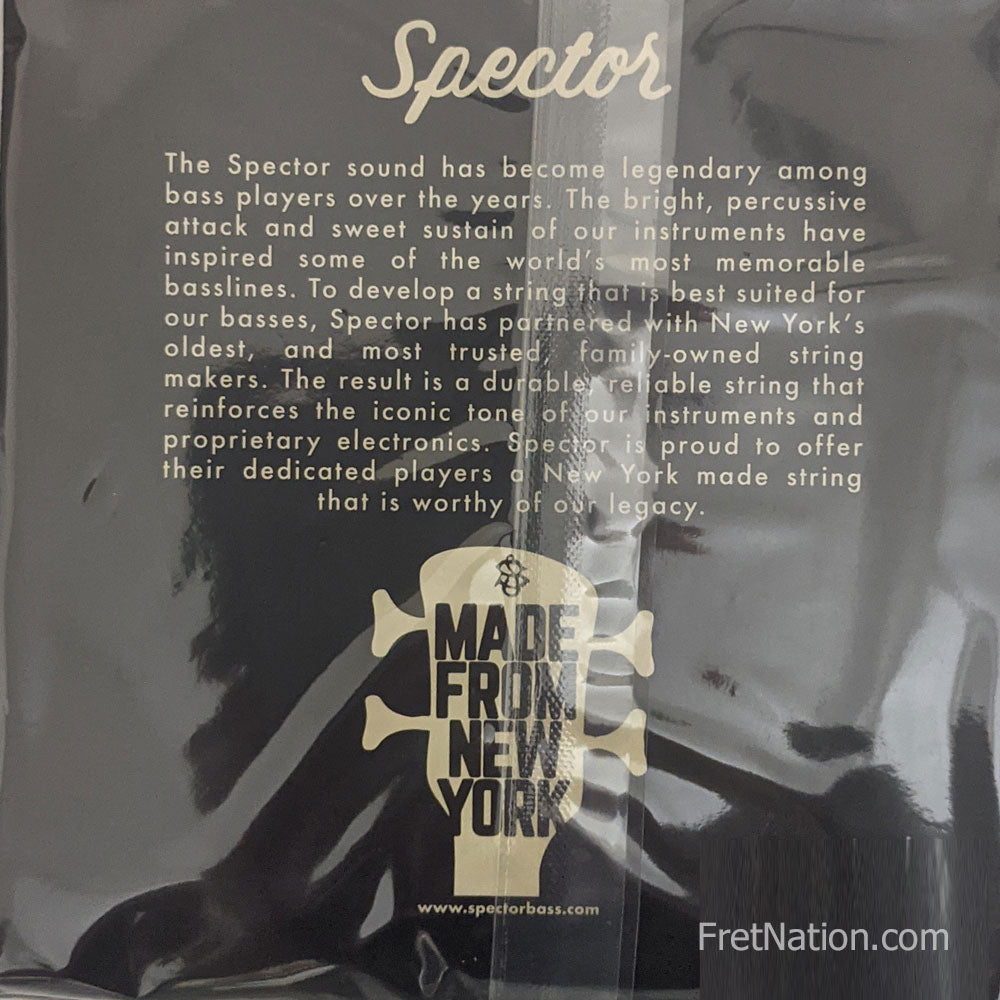 Spector
The Spector sound has become legendary among
bass players over the years. The bright, percussive
attack and sweet sustain of our instruments have
inspired some of the world's most memorable
basslines. To develop a string that is best suited for
our basses, Spector has partnered with New York's
oldest, and most trusted, family-owned string
makers. The result is a durable, reliable string that
reinforces the iconic tone of our instruments and
proprietary electronics. Spector is proud to offer
their dedicated players a New York made string
that is worthy of our legacy.
MADE
FROM
NEW
YORK
www.spectorbass.com
FretNation.com